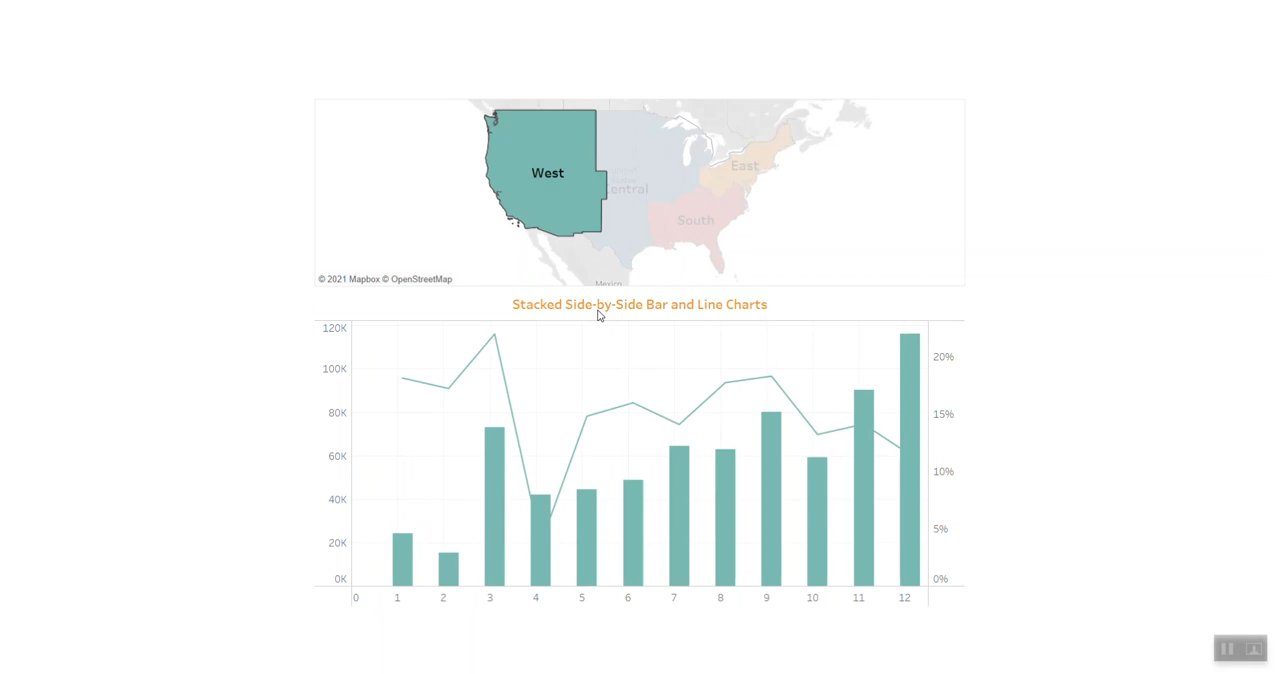 West
East
Central
South
© 2021 Mapbox © OpenStreetMap
Mexico
Stacked Side-by-Side Bar and Line Charts
120K
100K
80K
60K
40K
20K
0K
20%
15%
10%
5%
0%
0 1 2 3 4 5 6 7 8 9 10 11 12